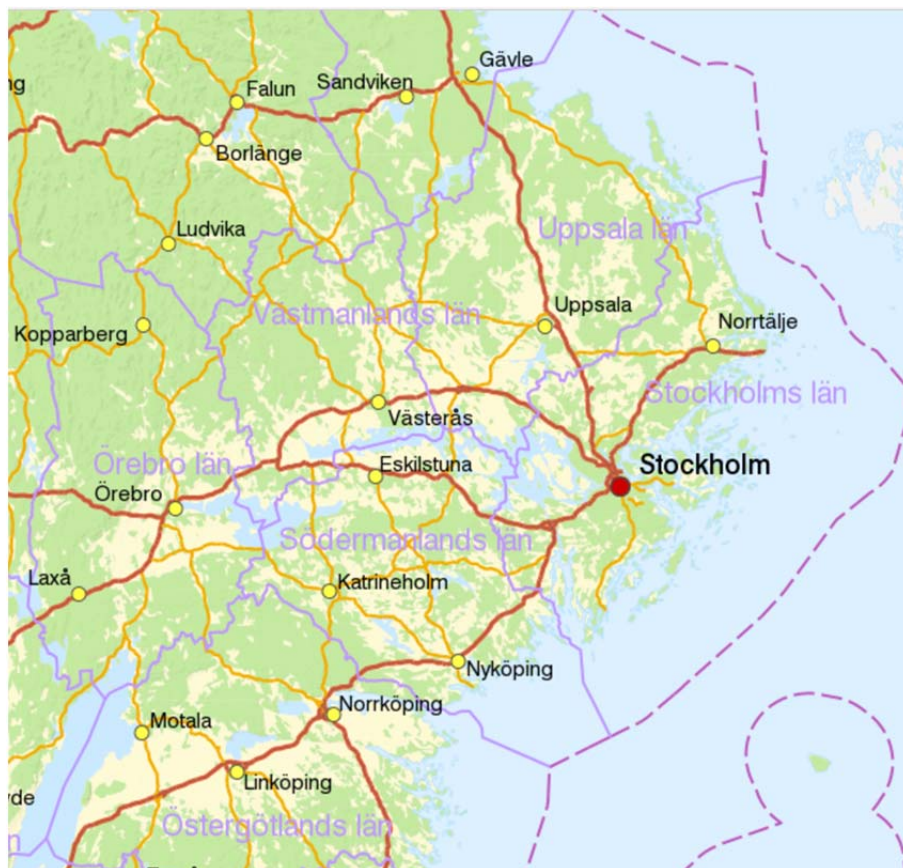 Gävle
Sandviken
Falun
Borlänge
Ludvika
Uppsala län
Uppsala
Västmanlands län
Norrtälje
Kopparberg
Stockholms län
Västerås
Örebro län
Eskilstuna
Stockholm
Örebro
Södermanlands län
Laxå
Katrineholm
Nyköping
Norrköping
Motala
Linköping
Östergötlands län